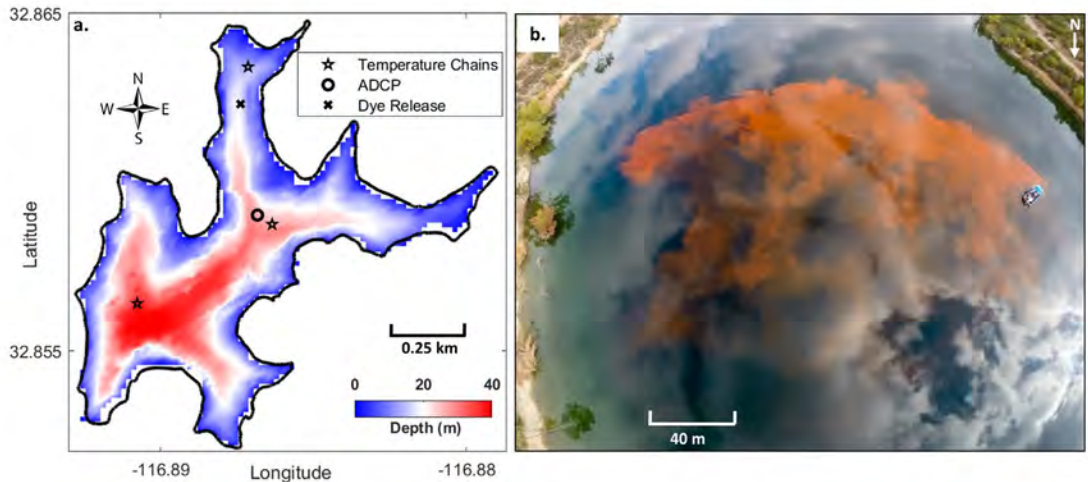 32.865
a.
Temperature Chains
ADCP
Dye Release
N
W E
S
Latitude
32.855
0.25 km
0 20 40
Depth (m)
-116.89
-116.88
Longitude
b.
N
40 m